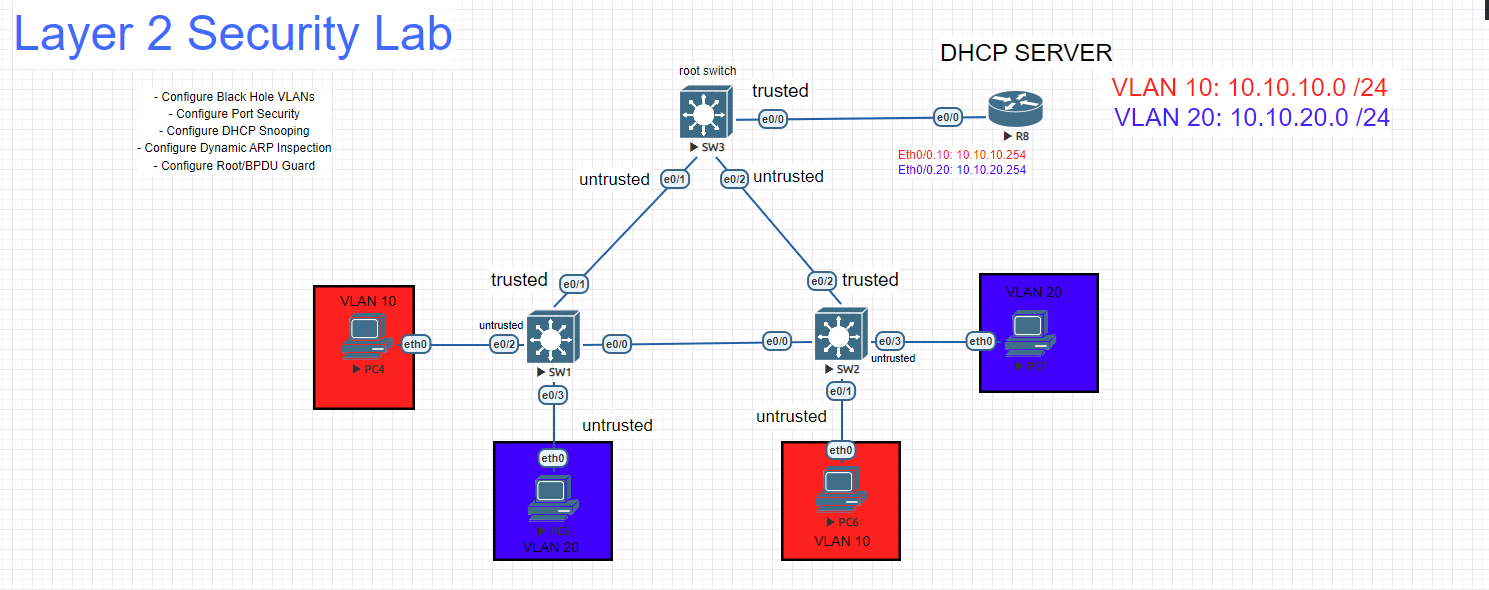 Layer 2 Security Lab
- Configure Black Hole VLANs
- Configure Port Security
- Configure DHCP Snooping
- Configure Dynamic ARP Inspection
- Configure Root/BPDU Guard
root switch
trusted
e0/0
SW3
DHCP SERVER
e0/0
R8
VLAN 10: 10.10.10.0 /24
VLAN 20: 10.10.20.0 /24
Eth0/0.10: 10.10.10.254
Eth0/0.20: 10.10.20.254
untrusted
e0/1
e0/2
untrusted
trusted
e0/1
e0/2
trusted
VLAN 10
eth0
PC4
untrusted
e0/2
e0/0
SW1
e0/3
e0/0
SW2
e0/3
untrusted
e0/1
VLAN 20
eth0
PC7
untrusted
eth0
VLAN 20
untrusted
eth0
PC6
VLAN 10